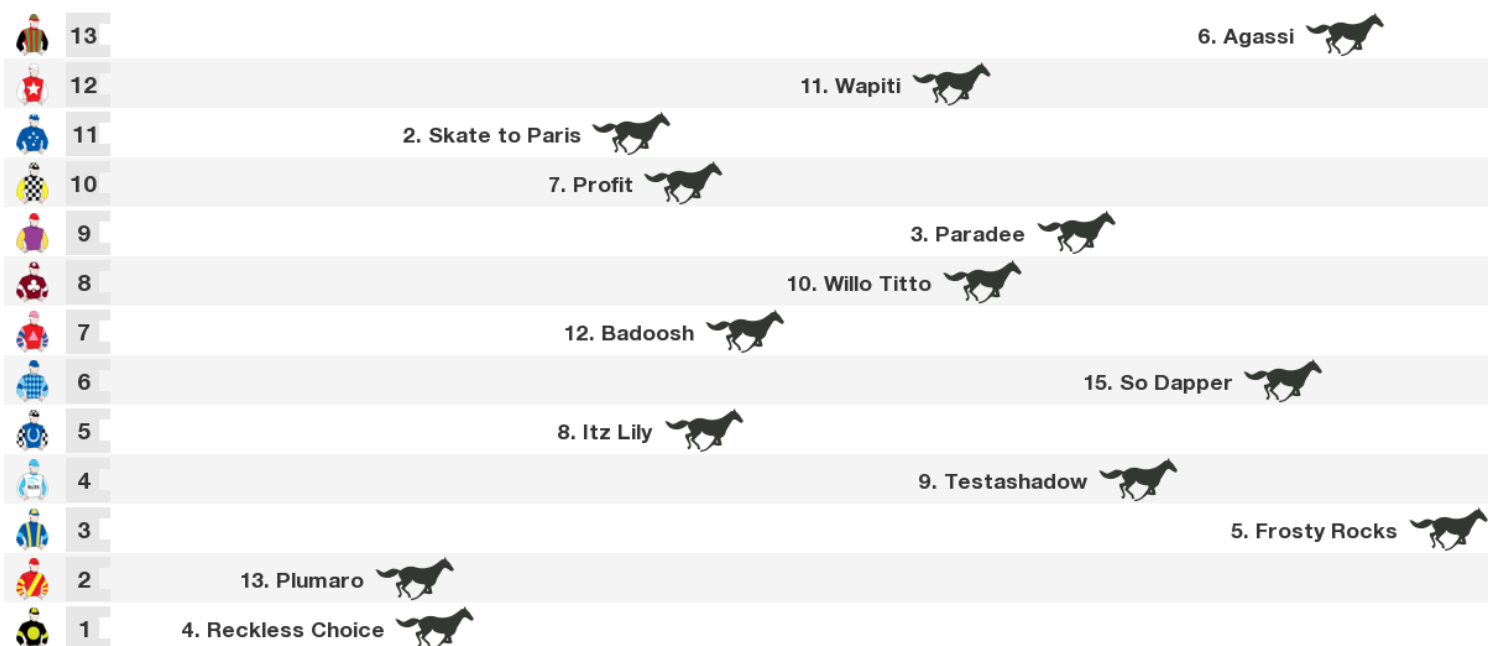 13 6. Agassi
12 11. Wapiti
11 2. Skate to Paris
10 7. Profit
9 3. Paradee
8 10. Willo Titto
7 12. Badoosh
6 15. So Dapper
5 8. Itz Lily
4 9. Testashadow
3 5. Frosty Rocks
2 13. Plumaro
1 4. Reckless Choice